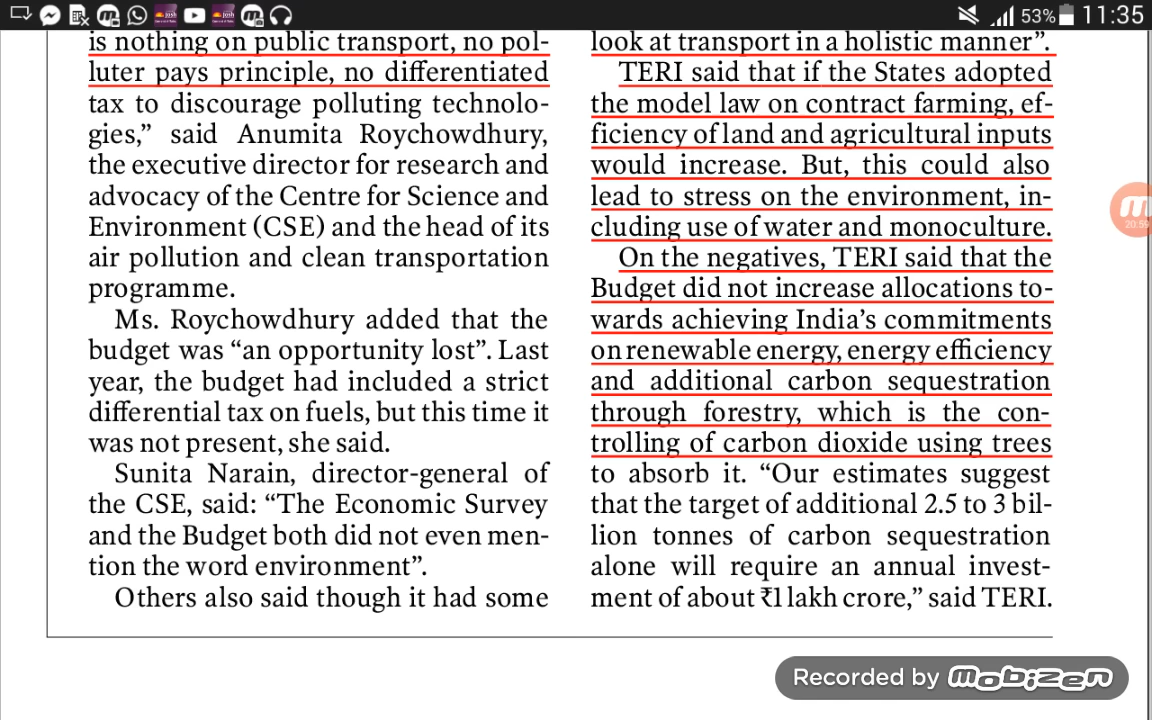 53% 11:35
is nothing on public transport, no pol-
luter pays principle, no differentiated
tax to discourage polluting technolo-
gies,” said Anumita Roychowdhury,
the executive director for research and
advocacy of the Centre for Science and
Environment (CSE) and the head of its
air pollution and clean transportation
programme.
Ms. Roychowdhury added that the
budget was “an opportunity lost”. Last
year, the budget had included a strict
differential tax on fuels, but this time it
was not present, she said.
Sunita Narain, director-general of
the CSE, said: “The Economic Survey
and the Budget both did not even men-
tion the word environment”.
Others also said though it had some
look at transport in a holistic manner”.
TERI said that if the States adopted
the model law on contract farming, ef-
ficiency of land and agricultural inputs
would increase. But, this could also
lead to stress on the environment, in-
cluding use of water and monoculture.
On the negatives, TERI said that the
Budget did not increase allocations to-
wards achieving India’s commitments
on renewable energy, energy efficiency
and additional carbon sequestration
through forestry, which is the con-
trolling of carbon dioxide using trees
to absorb it. “Our estimates suggest
that the target of additional 2.5 to 3 bil-
lion tonnes of carbon sequestration
alone will require an annual invest-
ment of about ₹1 lakh crore,” said TERI.
20:59
Recorded by mobizen